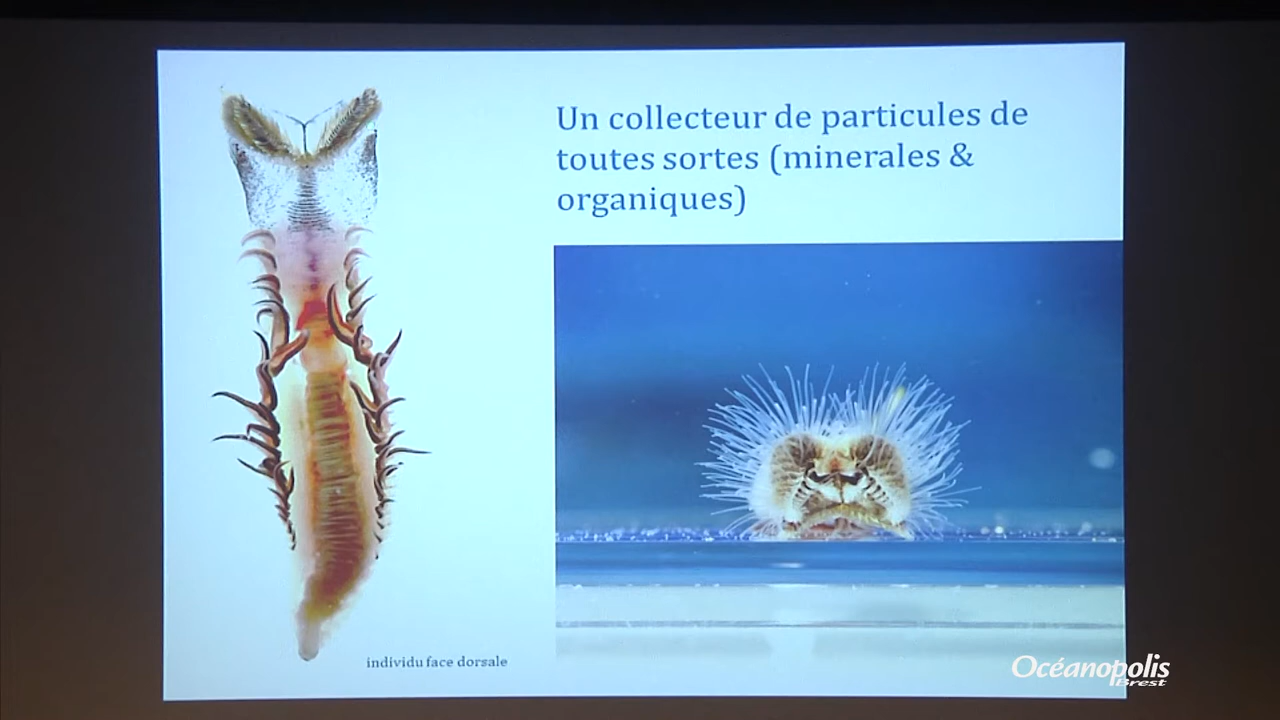 Un collecteur de particules de
toutes sortes (minerales &
organiques)
individu face dorsale
Océanopolis
Brest